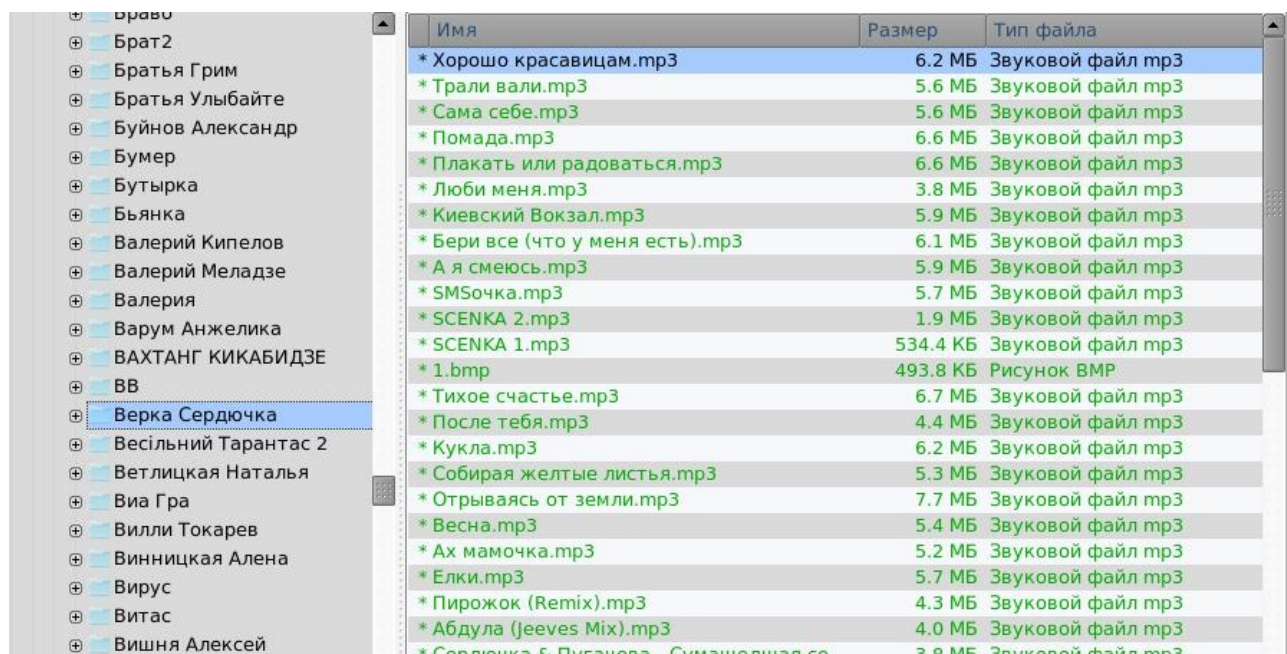 Браво
Брат2
Братья Грим
Братья Улыбайте
Буйнов Александр
Бумер
Бутырка
Бьянка
Валерий Кипелов
Валерий Меладзе
Валерия
Варум Анжелика
ВАХТАНГ КИКАБИДЗЕ
ВВ
Верка Сердючка
Весільний Тарантас 2
Ветлицкая Наталья
Виа Гра
Вилли Токарев
Винницкая Алена
Вирус
Витас
Вишня Алексей
Имя Размер Тип файла
* Хорошо красавицам.mp3 6.2 МБ Звуковой файл mp3
* Трали вали.mp3 5.6 МБ Звуковой файл mp3
* Сама себе.mp3 5.6 МБ Звуковой файл mp3
* Помада.mp3 6.6 МБ Звуковой файл mp3
* Плакать или радоваться.mp3 6.6 МБ Звуковой файл mp3
* Люби меня.mp3 3.8 МБ Звуковой файл mp3
* Киевский Вокзал.mp3 5.9 МБ Звуковой файл mp3
* Бери все (что у меня есть).mp3 6.1 МБ Звуковой файл mp3
* А я смеюсь.mp3 5.9 МБ Звуковой файл mp3
* SMSочка.mp3 5.7 МБ Звуковой файл mp3
* SCENKA 2.mp3 1.9 МБ Звуковой файл mp3
* SCENKA 1.mp3 534.4 КБ Звуковой файл mp3
* 1.bmp 493.8 КБ Рисунок BMP
* Тихое счастье.mp3 6.7 МБ Звуковой файл mp3
* После тебя.mp3 4.4 МБ Звуковой файл mp3
* Кукла.mp3 6.2 МБ Звуковой файл mp3
* Собирая желтые листья.mp3 5.3 МБ Звуковой файл mp3
* Отрываясь от земли.mp3 7.7 МБ Звуковой файл mp3
* Весна.mp3 5.4 МБ Звуковой файл mp3
* Ах мамочка.mp3 5.2 МБ Звуковой файл mp3
* Елки.mp3 5.7 МБ Звуковой файл mp3
* Пирожок (Remix).mp3 4.3 МБ Звуковой файл mp3
* Абдула (Jeeves Mix).mp3 4.0 МБ Звуковой файл mp3
* Сердючка & Пугачова - Сумашедшая се... 3.8 МБ Звуковой файл mp3